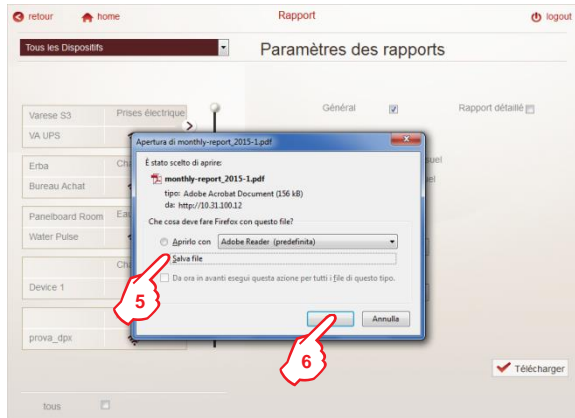 retour home Rapport logout
Tous les Dispositifs Paramètres des rapports
Varese S3 Prises électrique Général Rapport détaillé
VA UPS
Apertura di monthly-report_2015-1.pdf
Erba
Bureau Achat
È stato scelto di aprire:
monthly-report_2015-1.pdf
tipo: Adobe Acrobat Document (156 kB)
da: http://10.31.100.12
Panelboard Room
Water Pulse
Che cosa deve fare Firefox con questo file?
Aprirlo con Adobe Reader (predefinita)
Salva file
Da ora in avanti esegui questa azione per tutti i file di questo tipo.
Device 1
5
Annulla
prova_dpx
6
Télécharger
tous